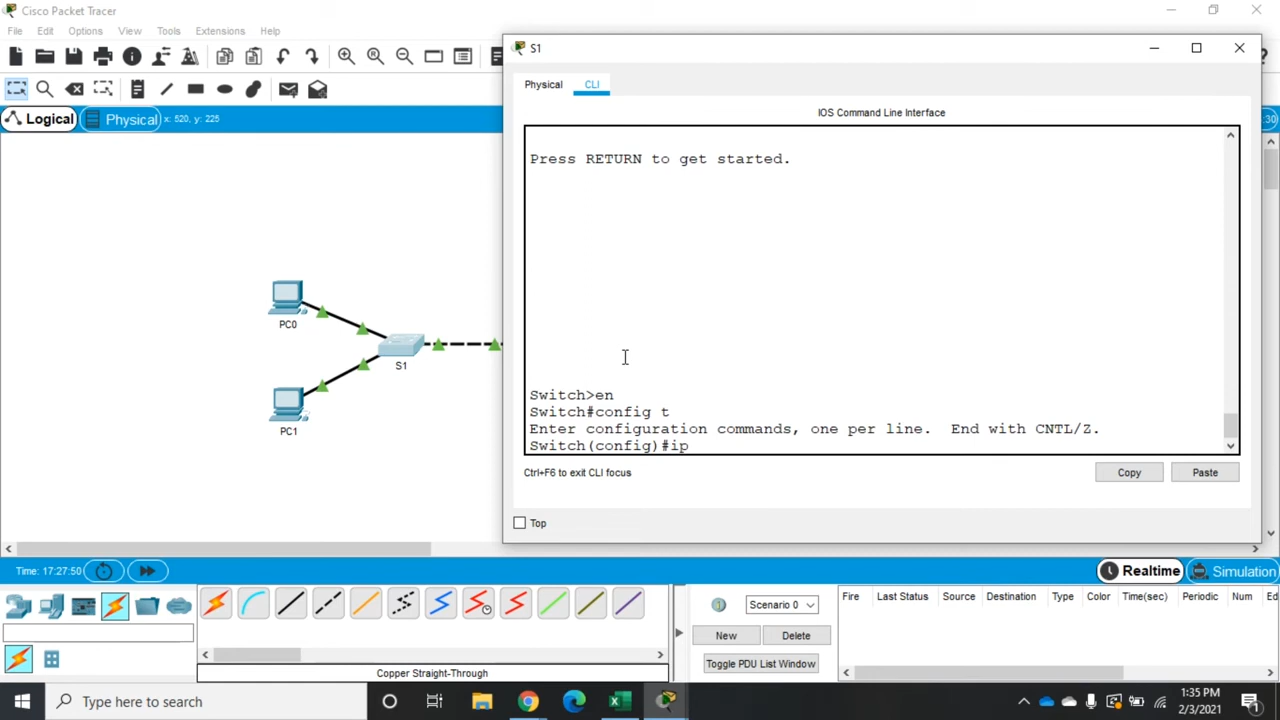 Cisco Packet Tracer
File Edit Options View Tools Extensions Help
S1
Physical CLI
IOS Command Line Interface
Logical Physical x: 520, y: 225
:30
Press RETURN to get started.
Switch>en
Switch#config t
Enter configuration commands, one per line. End with CNTL/Z.
Switch(config)#ip
Ctrl+F6 to exit CLI focus
Copy Paste
Top
PC0
S1
PC1
Time: 17:27:50
Realtime Simulation
Scenario 0
New Delete
Toggle PDU List Window
Fire Last Status Source Destination Type Color Time(sec) Periodic Num Ed
Copper Straight-Through
Type here to search
1:35 PM
2/3/2021
1